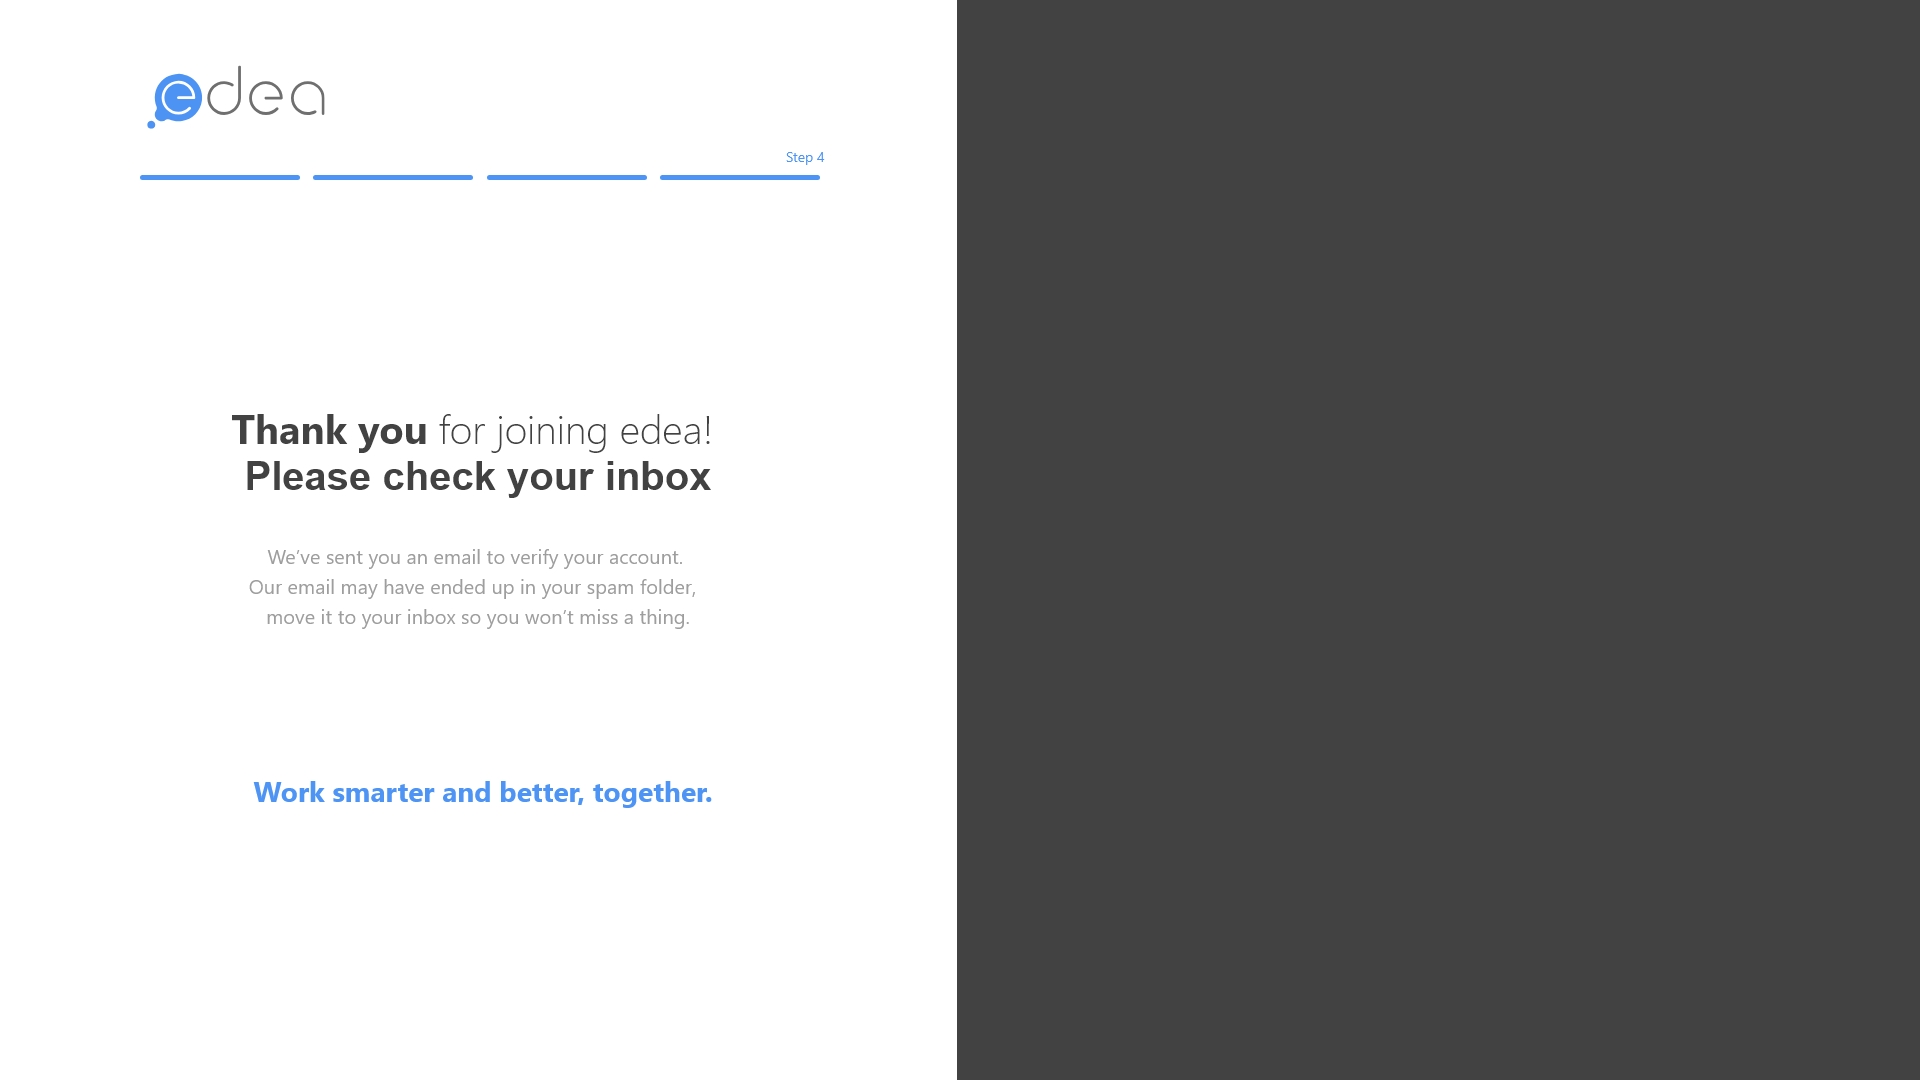 edea
Step 4
Thank you for joining edea!
Please check your inbox
We've sent you an email to verify your account.
Our email may have ended up in your spam folder,
move it to your inbox so you won't miss a thing.
Work smarter and better, together.